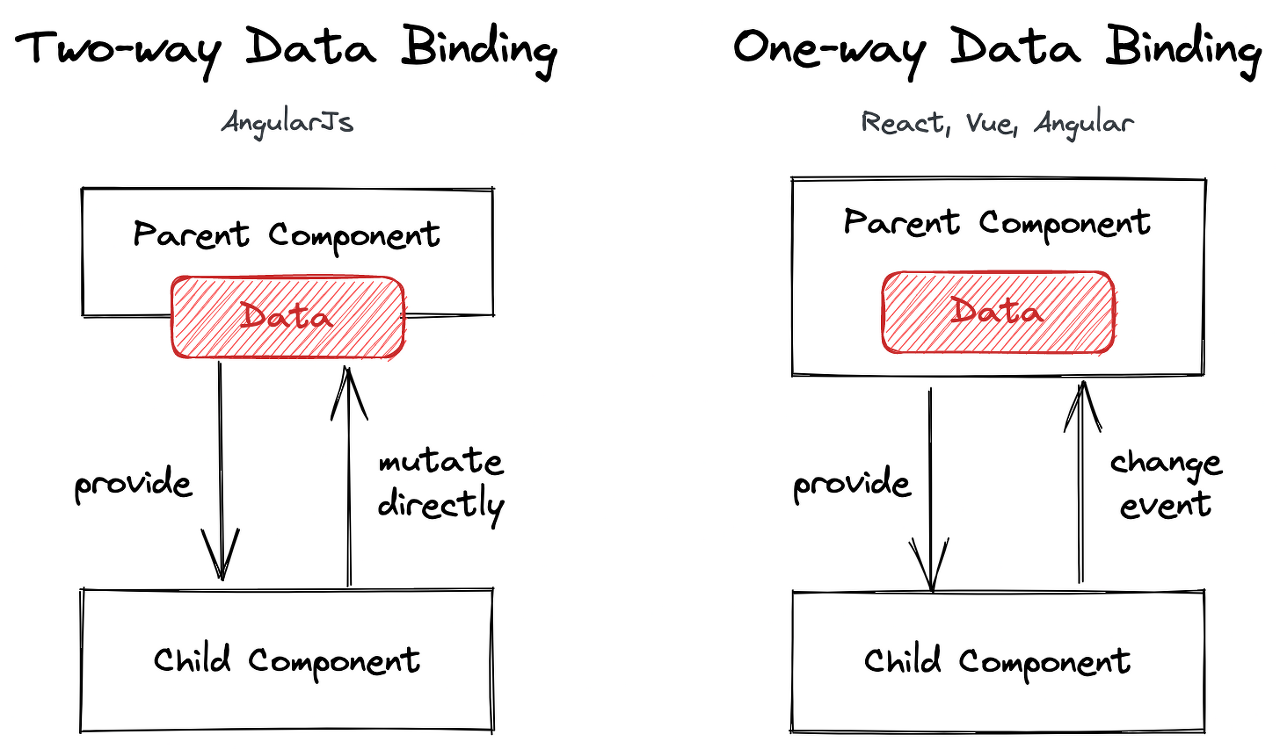 Two-way Data Binding
AngularJs
Parent Component
Data
provide
mutate
directly
Child Component
One-way Data Binding
React, Vue, Angular
Parent Component
Data
provide
change
event
Child Component